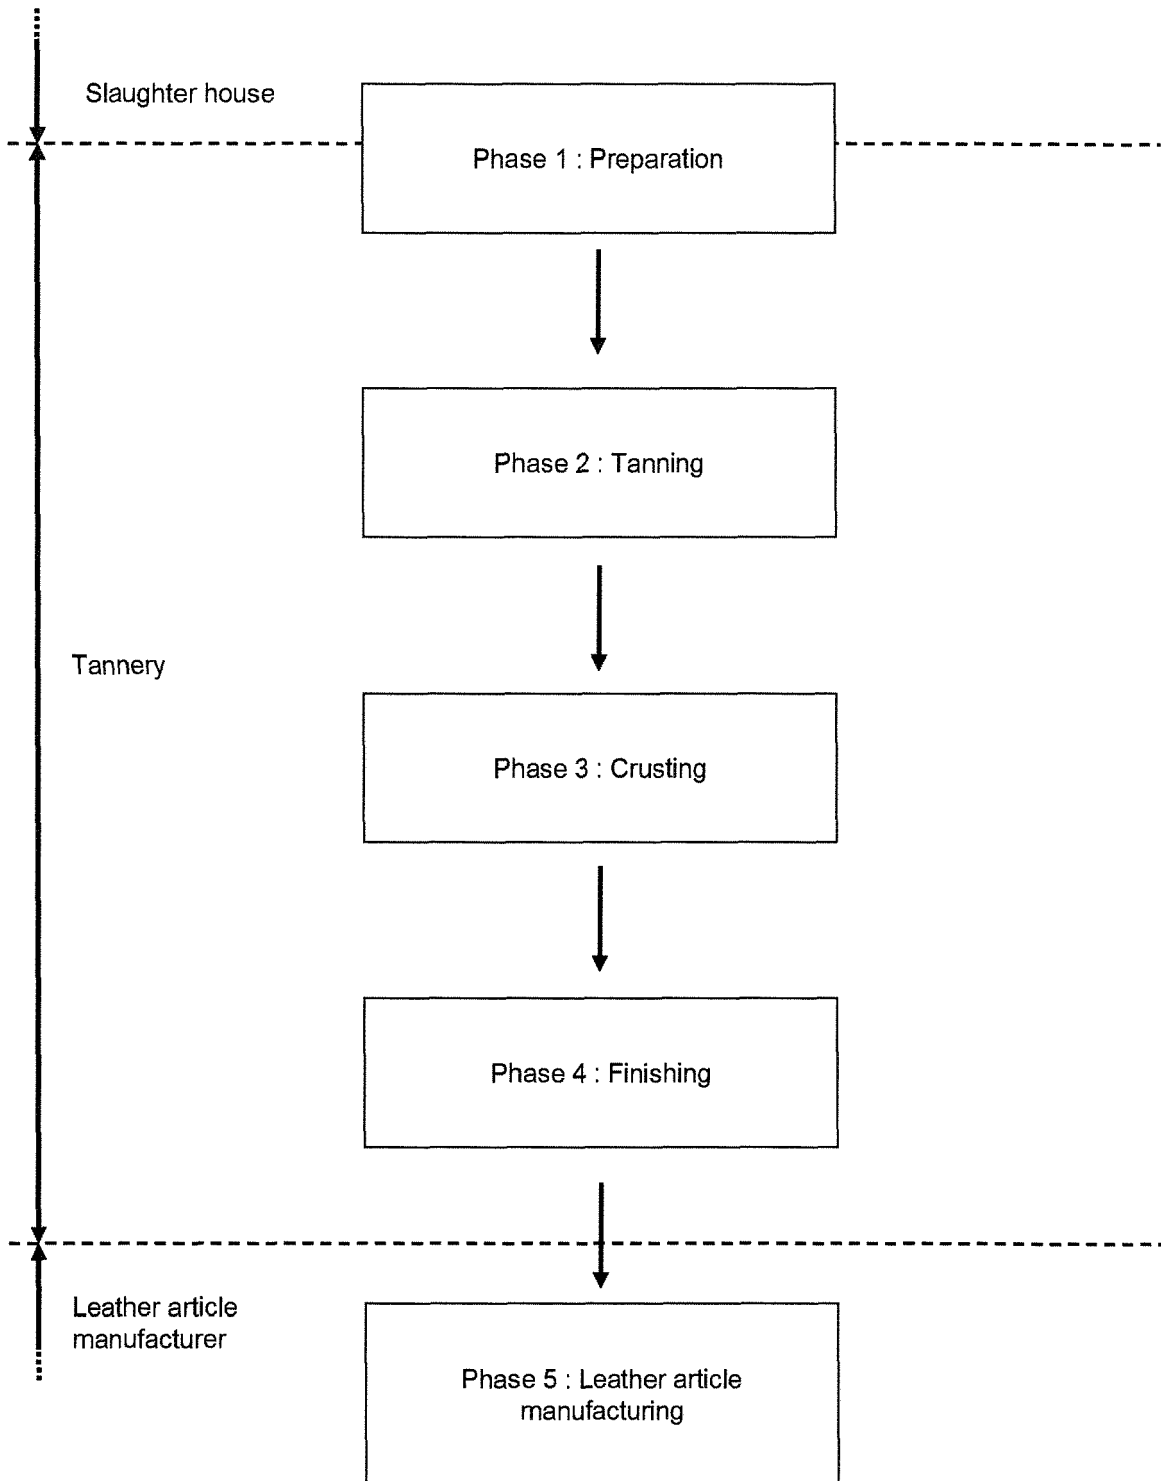 Slaughter house
Phase 1 : Preparation
Phase 2 : Tanning
Tannery
Phase 3 : Crusting
Phase 4 : Finishing
Leather article
manufacturer
Phase 5 : Leather article
manufacturing